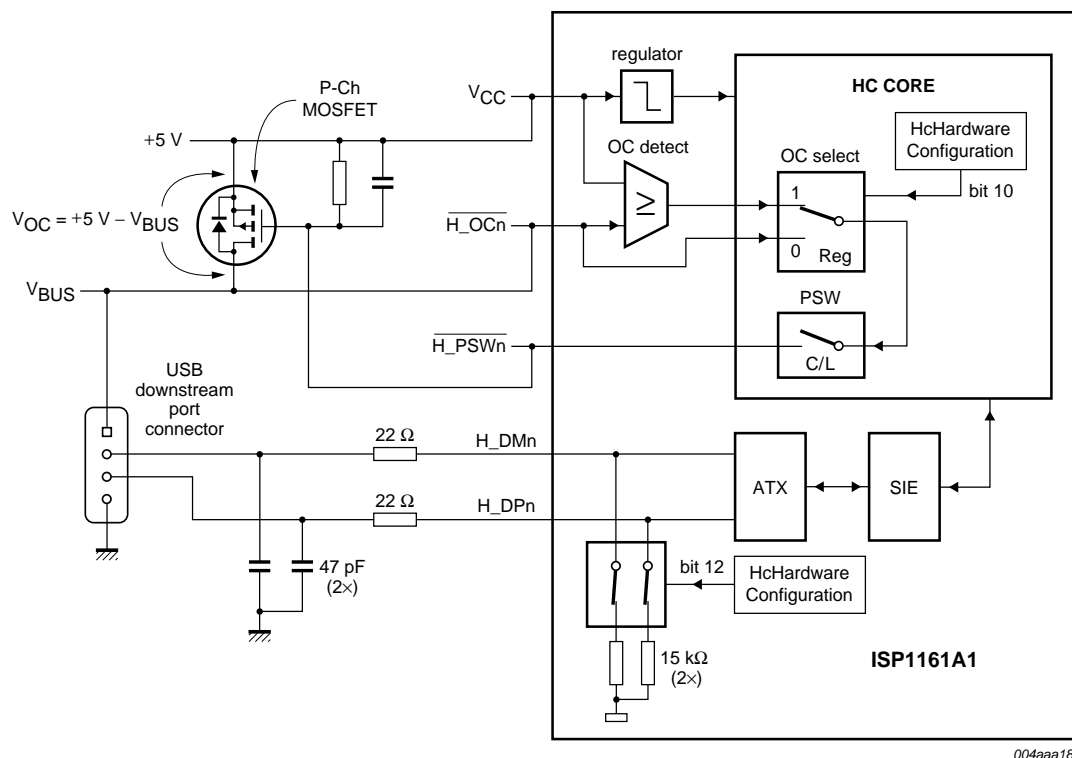 regulator
P-Ch
MOSFET
VCC
HC CORE
+5 V
HcHardware
Configuration
OC detect
OC select
bit 10
1
≥
VOC = +5 V − VBUS
H_OCn
0
Reg
VBUS
PSW
H_PSWn
C/L
USB
downstream
port
connector
22 Ω
H_DMn
ATX
SIE
22 Ω
H_DPn
47 pF
(2×)
bit 12
HcHardware
Configuration
15 kΩ
(2×)
ISP1161A1
004aaa18